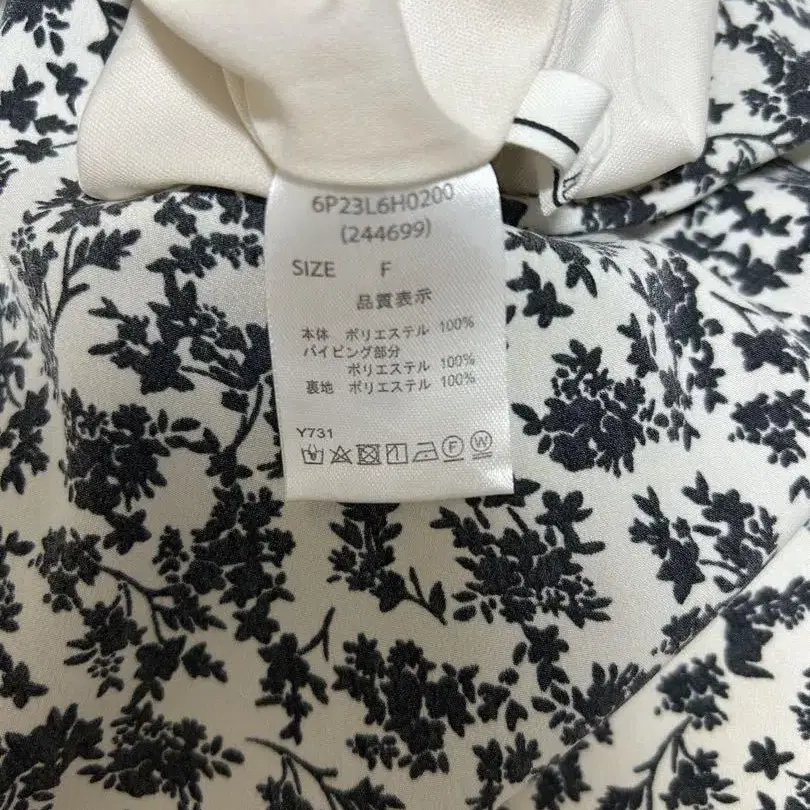 6P23L6H0200
(244699)
SIZE F
品質表示
本体 ポリエステル 100%
パイピング部分
ポリエステル 100%
裏地 ポリエステル 100%
Y731
F W